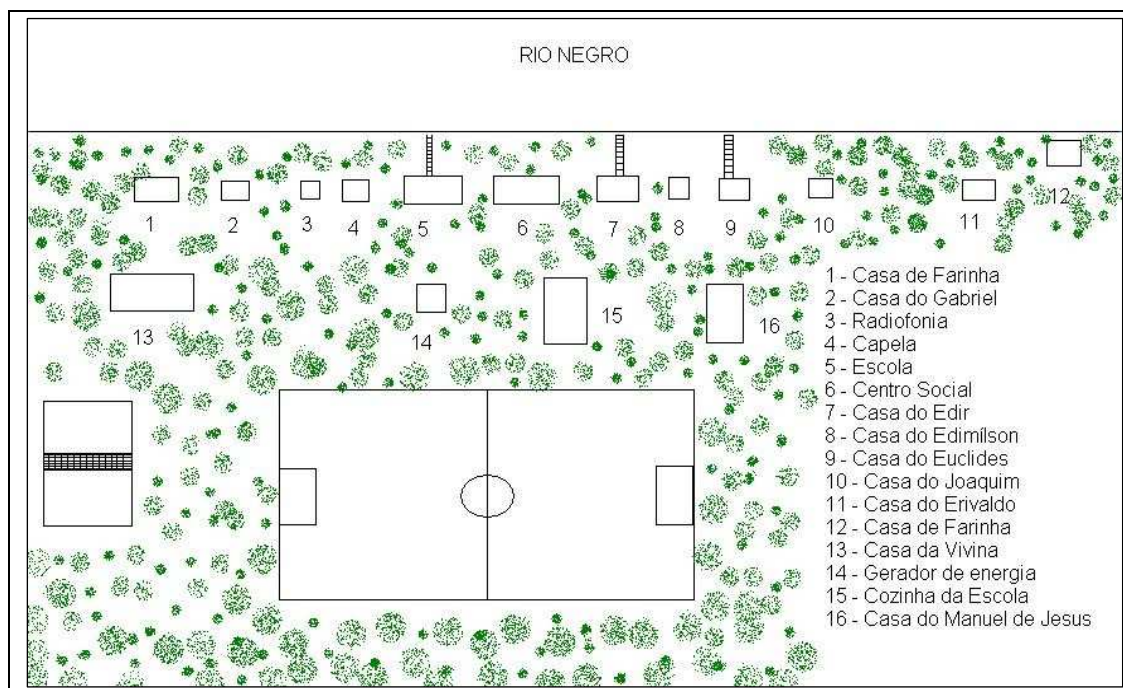 RIO NEGRO
1 2 3 4 5 6 7 8 9 10 11 12
13 14 15 16
1 - Casa de Farinha
2 - Casa do Gabriel
3 - Radiofonia
4 - Capela
5 - Escola
6 - Centro Social
7 - Casa do Edir
8 - Casa do Edimílson
9 - Casa do Euclides
10 - Casa do Joaquim
11 - Casa do Erivaldo
12 - Casa de Farinha
13 - Casa da Vivina
14 - Gerador de energia
15 - Cozinha da Escola
16 - Casa do Manuel de Jesus